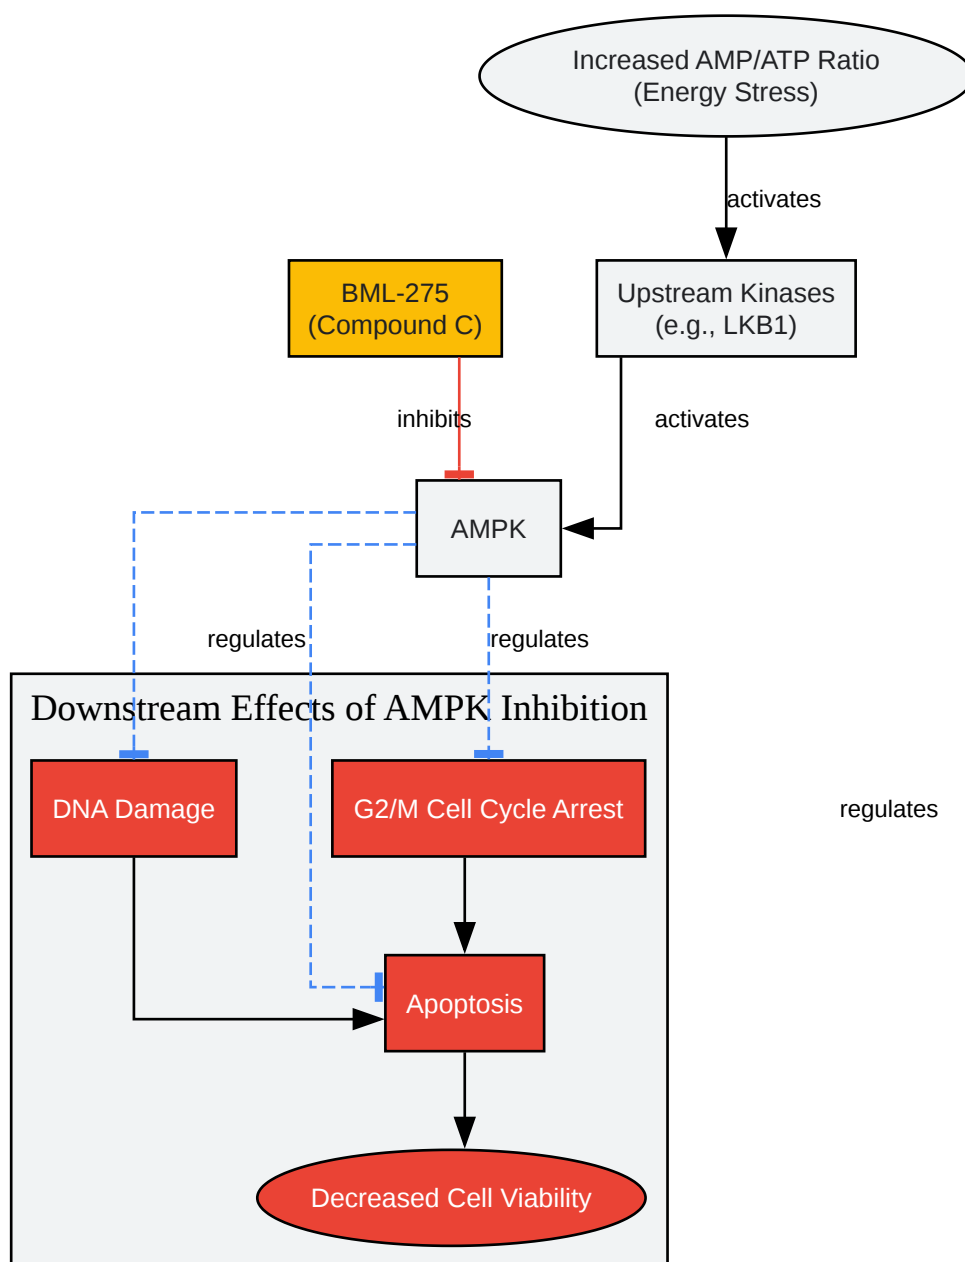 Increased AMP/ATP Ratio
(Energy Stress)
activates
BML-275
(Compound C)
Upstream Kinases
(e.g., LKB1)
inhibits
activates
AMPK
regulates
regulates
Downstream Effects of AMPK Inhibition
DNA Damage
G2/M Cell Cycle Arrest
regulates
Apoptosis
Decreased Cell Viability